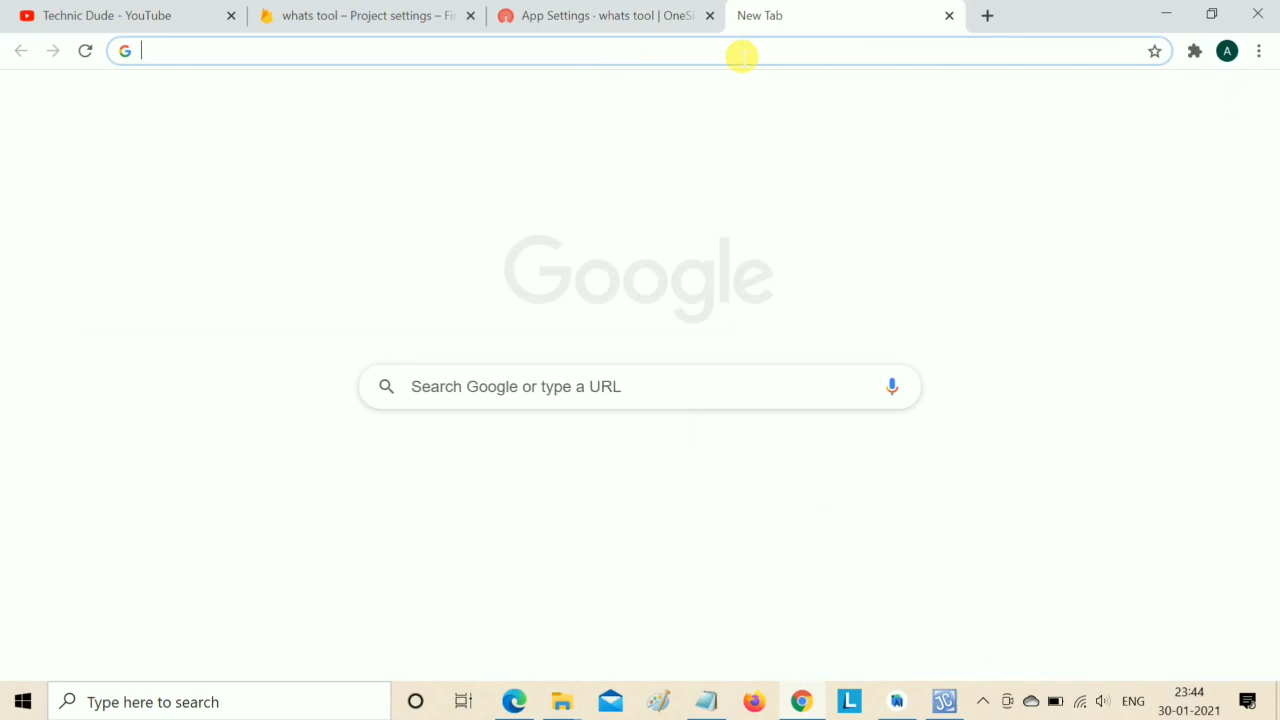 Technic Dude - YouTube
whats tool – Project settings – Fi
App Settings · whats tool | OneSi
New Tab
A
Google
Search Google or type a URL
Type here to search
L
JC
ENG
23:44
30-01-2021